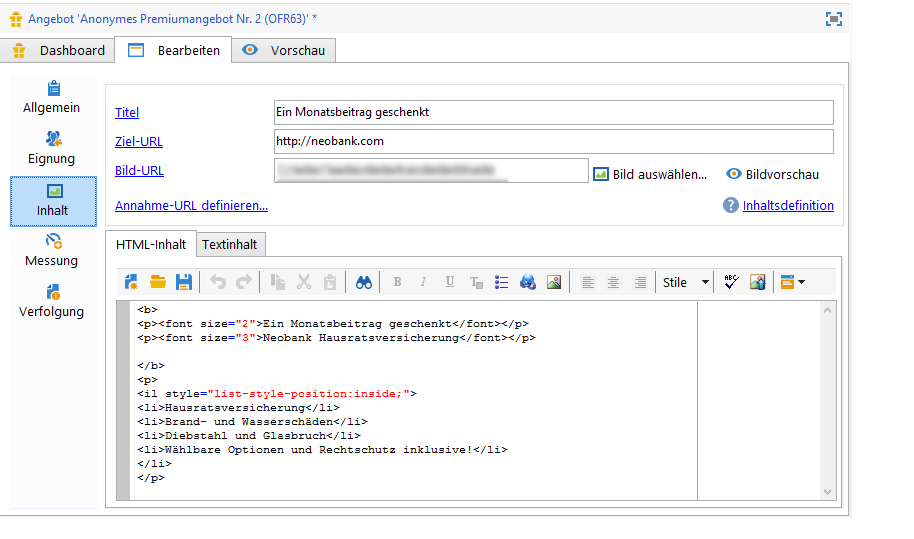 Angebot 'Anonymes Premiumangebot Nr. 2 (OFR63)' *
Dashboard Bearbeiten Vorschau
Allgemein
Eignung
Inhalt
Messung
Verfolgung
Titel Ein Monatsbeitrag geschenkt
Ziel-URL http://neobank.com
Bild-URL Bild auswählen... Bildvorschau
Annahme-URL definieren... ? Inhaltsdefinition
HTML-Inhalt Textinhalt
B I U T Stile ABC
<b>
<p><font size="2">Ein Monatsbeitrag geschenkt</font></p>
<p><font size="3">Neobank Hausratsversicherung</font></p>
</b>
<p>
<il style="list-style-position:inside;">
<li>Hausratsversicherung</li>
<li>Brand- und Wasserschäden</li>
<li>Diebstahl und Glasbruch</li>
<li>Wählbare Optionen und Rechtschutz inklusive!</li>
</li>
</p>